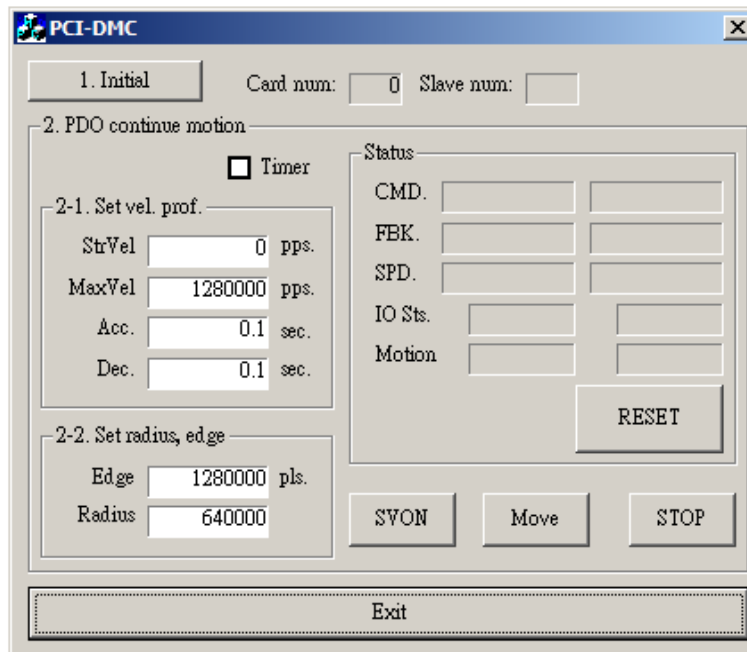 PCI-DMC
1. Initial
Card num: 0 Slave num:
2. PDO continue motion
Timer
2-1. Set vel. prof.
StrVel 0 pps.
MaxVel 1280000 pps.
Acc. 0.1 sec.
Dec. 0.1 sec.
2-2. Set radius, edge
Edge 1280000 pls.
Radius 640000
Status
CMD.
FBK.
SPD.
IO Sts.
Motion
RESET
SVON Move STOP
Exit